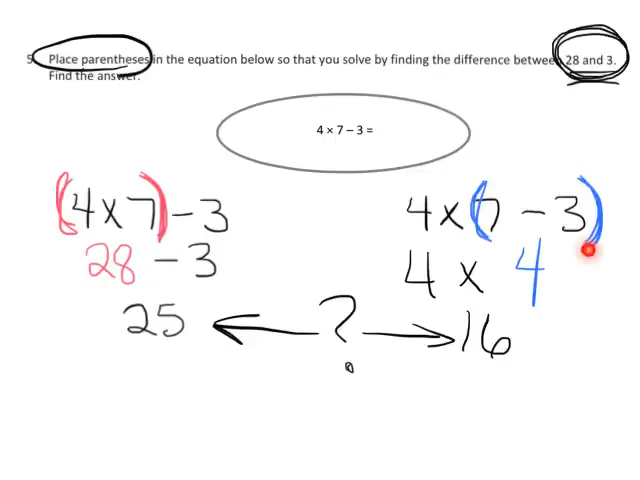 5. Place parentheses in the equation below so that you solve by finding the difference between 28 and 3.
Find the answer.
4 × 7 – 3 =
(4 x 7) - 3
28 - 3
25
4 x (7 - 3)
4 x 4
16
?